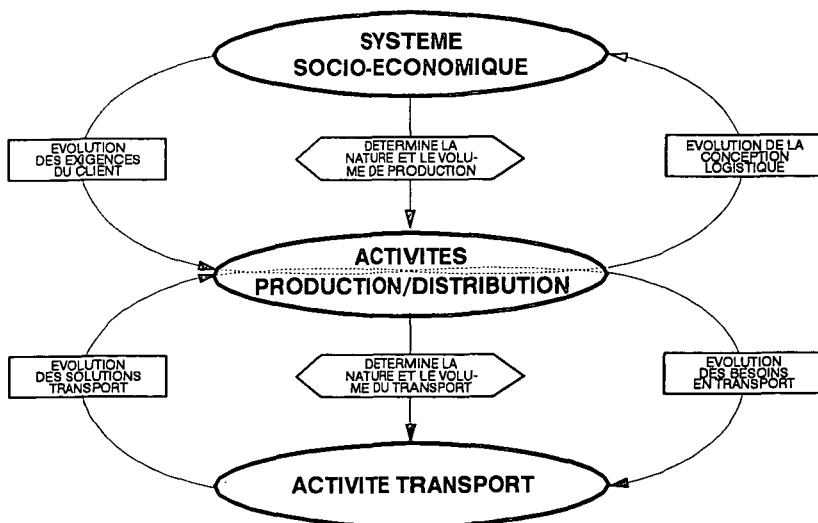 SYSTEME
SOCIO-ECONOMIQUE
EVOLUTION
DES EXIGENCES
DU CLIENT
DETERMINE LA
NATURE ET LE VOLU-
ME DE PRODUCTION
EVOLUTION DE LA
CONCEPTION
LOGISTIQUE
ACTIVITES
PRODUCTION/DISTRIBUTION
EVOLUTION
DES SOLUTIONS
TRANSPORT
DETERMINE LA
NATURE ET LE VOLU-
ME DU TRANSPORT
EVOLUTION
DES BESOINS
EN TRANSPORT
ACTIVITE TRANSPORT